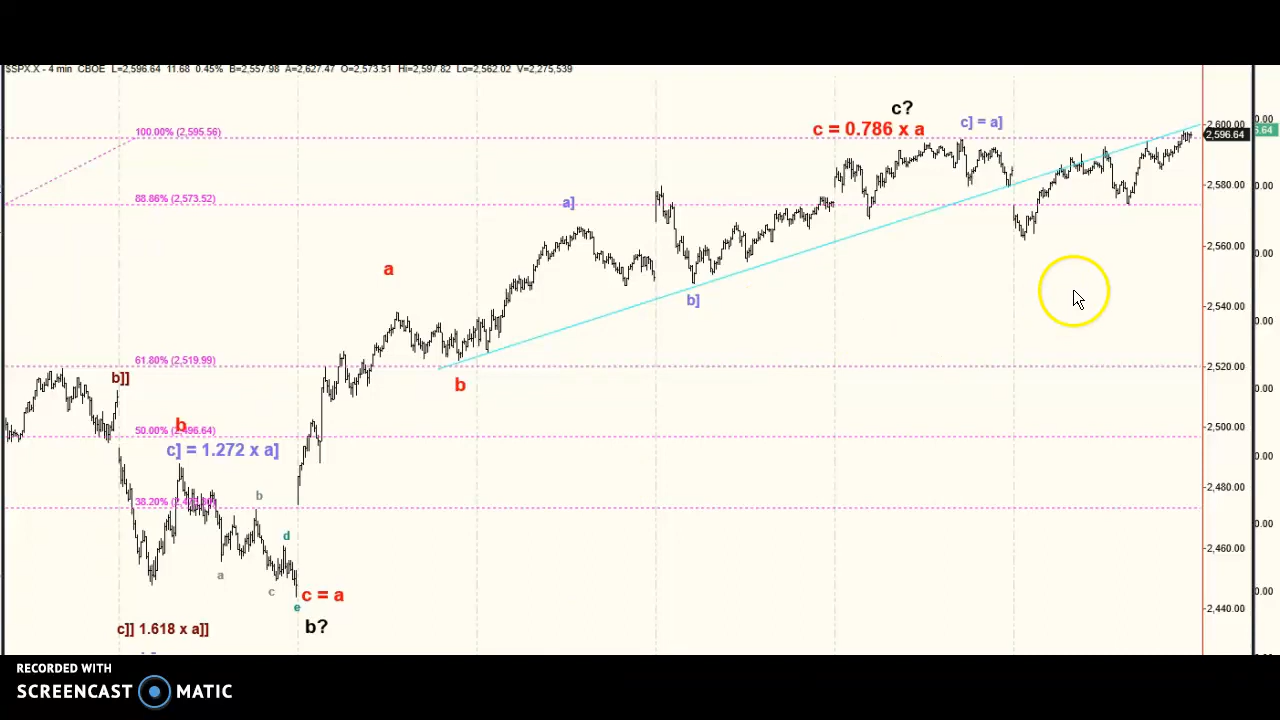 $SPX.X - 4 min CBOE L=2,596.64 11.68 0.45% B=2,557.98 A=2,627.47 O=2,573.51 Hi=2,597.82 Lo=2,562.02 V=2,275,539
c?
c = 0.786 x a
c] = a]
100.00% (2,595.56)
2,600.00
2,596.64
2,580.00
88.86% (2,573.52)
a]
2,560.00
a
b]
2,540.00
61.80% (2,519.99)
2,520.00
b]]
b
b
50.00% (2,496.64)
2,500.00
c] = 1.272 x a]
2,480.00
b
38.20%
d
2,460.00
a
c
c = a
e
2,440.00
b?
c]] 1.618 x a]]
RECORDED WITH
SCREENCAST MATIC